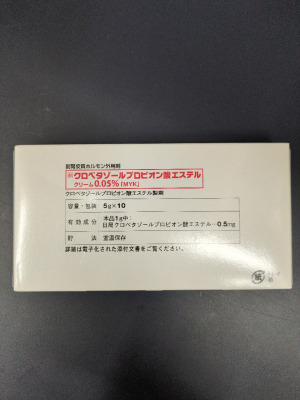 副腎皮質ホルモン外用剤
クロベタゾールプロピオン酸エステル
クリーム0.05%「MYK」
クロベタゾールプロピオン酸エステル製剤
容量・包装 5g×10
有効成分 本品1g中:
日局クロベタゾールプロピオン酸エステル…0.5mg
貯法 室温保存
詳細は電子化された添付文書をご覧ください。
紙